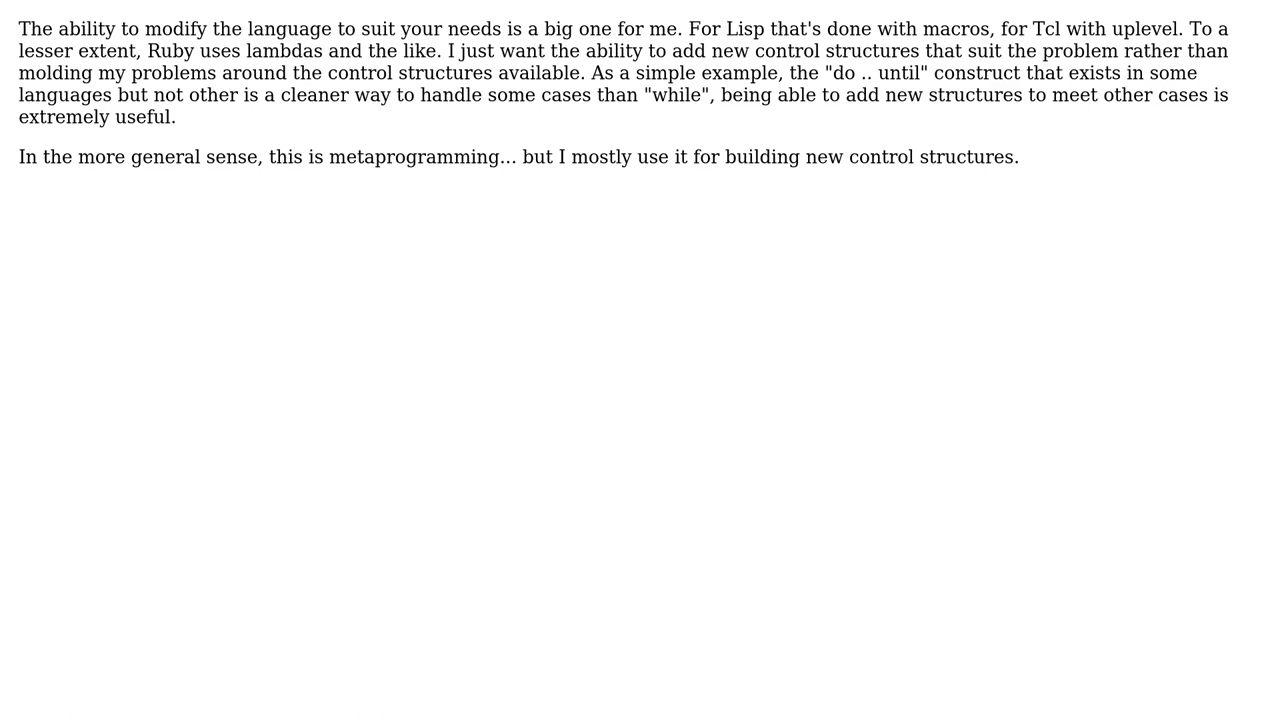 The ability to modify the language to suit your needs is a big one for me. For Lisp that's done with macros, for Tcl with uplevel. To a
lesser extent, Ruby uses lambdas and the like. I just want the ability to add new control structures that suit the problem rather than
molding my problems around the control structures available. As a simple example, the "do .. until" construct that exists in some
languages but not other is a cleaner way to handle some cases than "while", being able to add new structures to meet other cases is
extremely useful.
In the more general sense, this is metaprogramming... but I mostly use it for building new control structures.